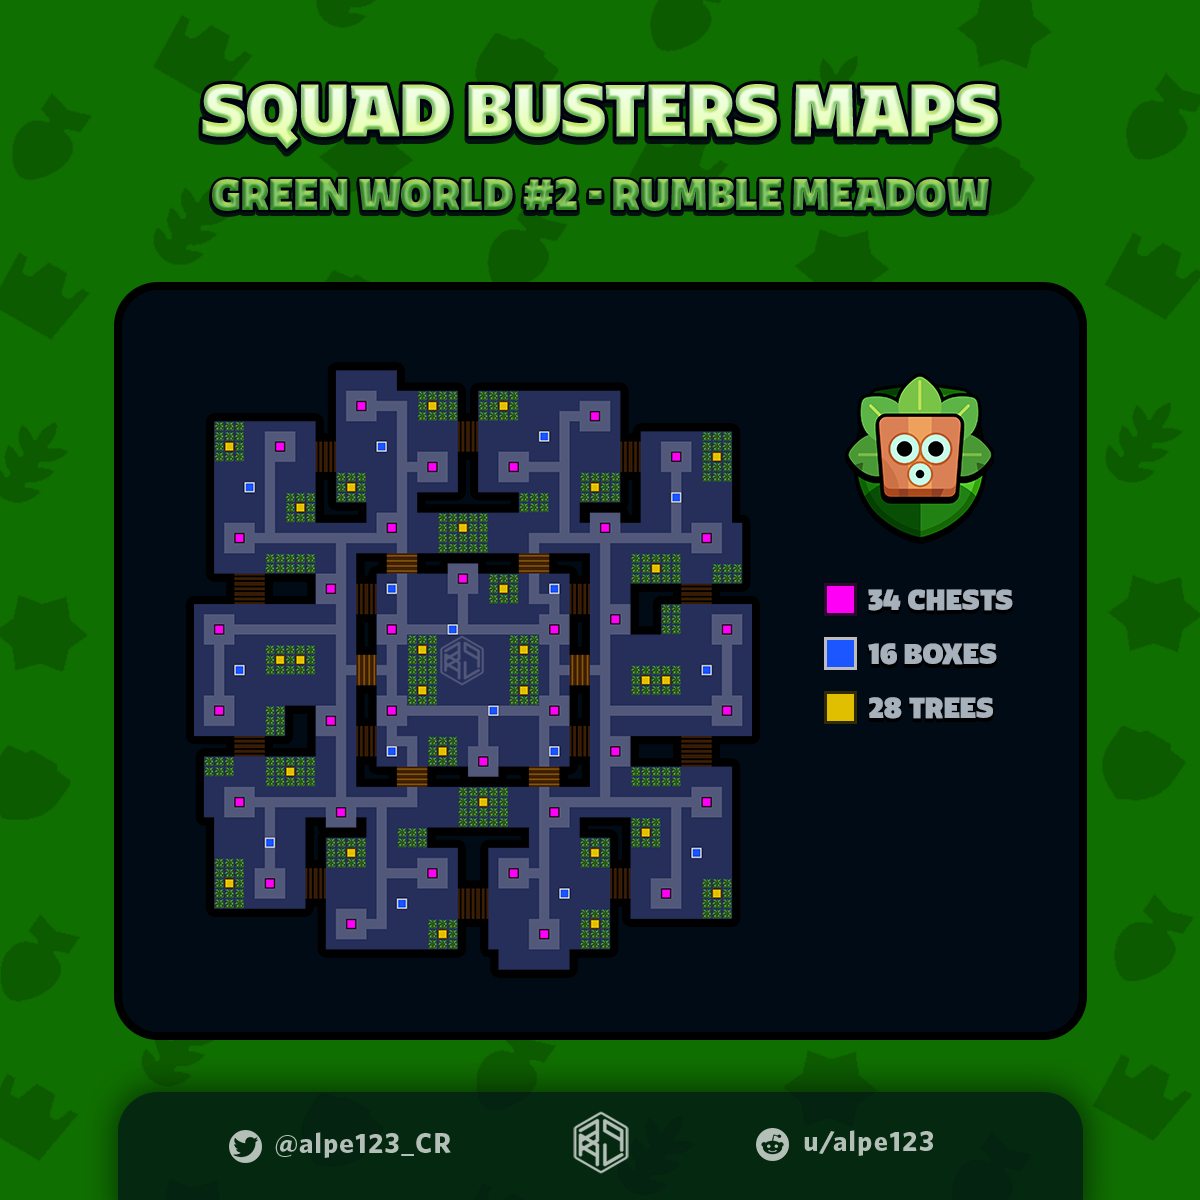 SQUAD BUSTERS MAPS
GREEN WORLD #2 - RUMBLE MEADOW
34 CHESTS
16 BOXES
28 TREES
@alpe123_CR
u/alpe123